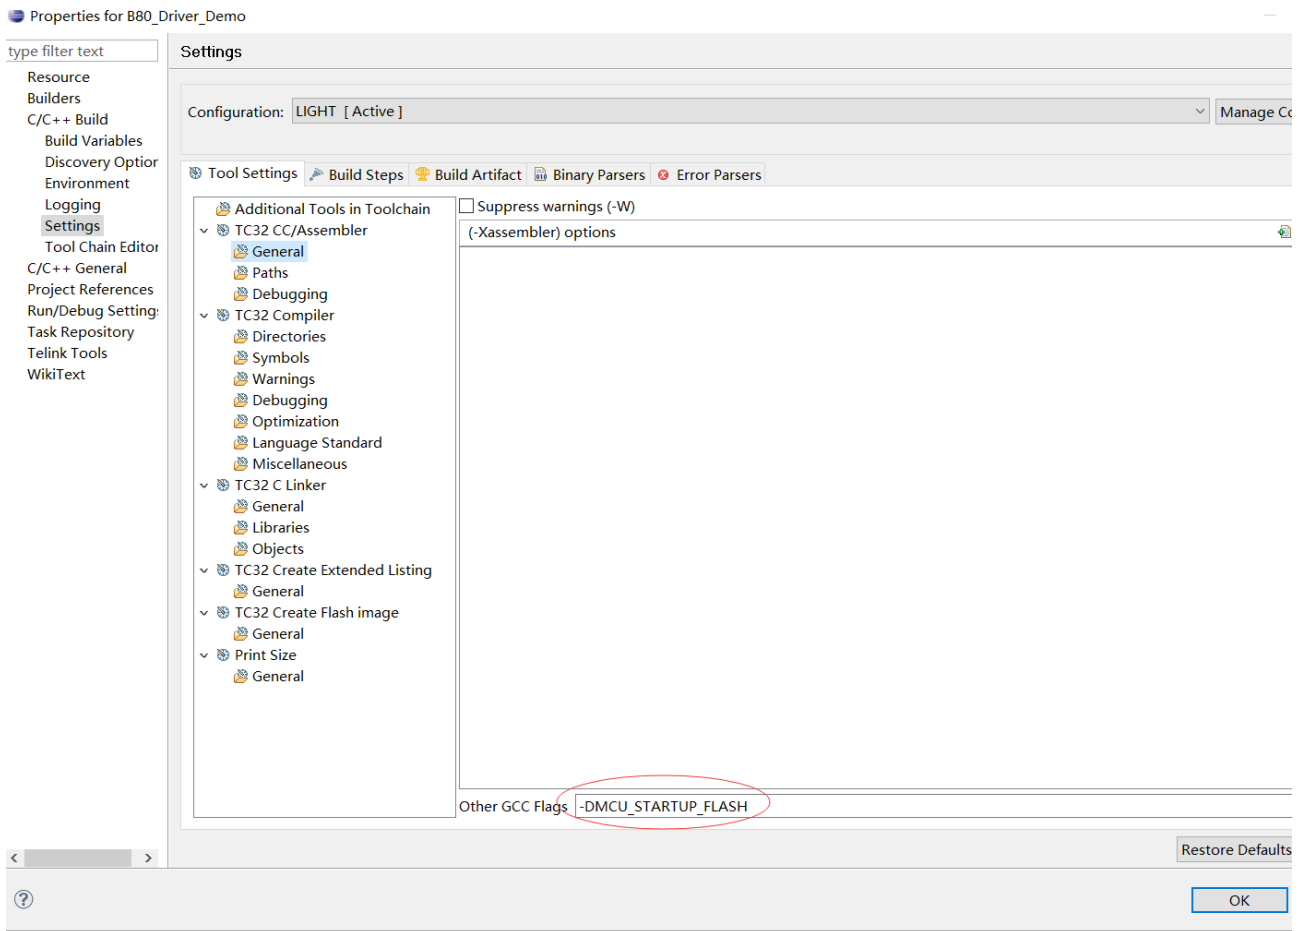 Properties for B80_Driver_Demo
type filter text
Resource
Builders
C/C++ Build
Build Variables
Discovery Option
Environment
Logging
Settings
Tool Chain Editor
C/C++ General
Project References
Run/Debug Settings
Task Repository
Telink Tools
WikiText
Settings
Configuration: LIGHT [ Active ] Manage Co
Tool Settings Build Steps Build Artifact Binary Parsers Error Parsers
Additional Tools in Toolchain
TC32 CC/Assembler
General
Paths
Debugging
TC32 Compiler
Directories
Symbols
Warnings
Debugging
Optimization
Language Standard
Miscellaneous
TC32 C Linker
General
Libraries
Objects
TC32 Create Extended Listing
General
TC32 Create Flash image
General
Print Size
General
Suppress warnings (-W)
(-Xassembler) options
Other GCC Flags -DMCU_STARTUP_FLASH
Restore Defaults
?
OK